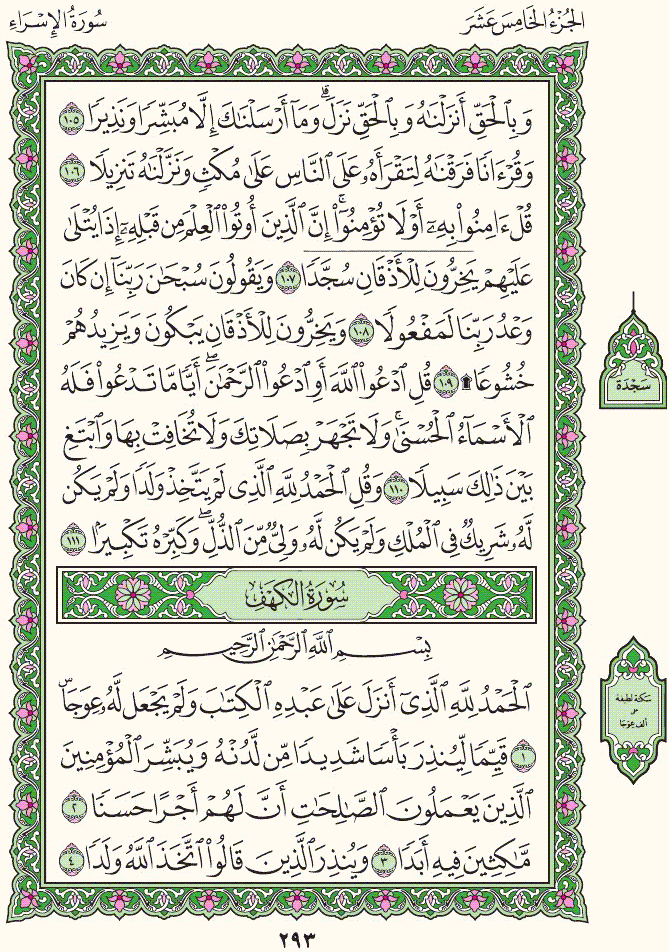 الجُزْءُ الخَامِسَ عَشَرَ
سُورَةُ الإِسْرَاءِ
وَبِٱلْحَقِّ أَنزَلْنَٰهُ وَبِٱلْحَقِّ نَزَلَ ۗ وَمَآ أَرْسَلْنَٰكَ إِلَّا مُبَشِّرًا وَنَذِيرًا ١٠٥
وَقُرْءَانًا فَرَقْنَٰهُ لِتَقْرَأَهُۥ عَلَى ٱلنَّاسِ عَلَىٰ مُكْثٍ وَنَزَّلْنَٰهُ تَنزِيلًا ١٠٦
قُلْ ءَامِنُوا۟ بِهِۦٓ أَوْ لَا تُؤْمِنُوٓا۟ ۚ إِنَّ ٱلَّذِينَ أُوتُوا۟ ٱلْعِلْمَ مِن قَبْلِهِۦٓ إِذَا يُتْلَىٰ
عَلَيْهِمْ يَخِرُّونَ لِلْأَذْقَانِ سُجَّدًا ١٠٧ وَيَقُولُونَ سُبْحَٰنَ رَبِّنَآ إِن كَانَ
وَعْدُ رَبِّنَا لَمَفْعُولًا ١٠٨ وَيَخِرُّونَ لِلْأَذْقَانِ يَبْكُونَ وَيَزِيدُهُمْ
خُشُوعًا ۩ ١٠٩ قُلِ ٱدْعُوا۟ ٱللَّهَ أَوِ ٱدْعُوا۟ ٱلرَّحْمَٰنَ ۖ أَيًّا مَّا تَدْعُوا۟ فَلَهُ
ٱلْأَسْمَآءُ ٱلْحُسْنَىٰ ۚ وَلَا تَجْهَرْ بِصَلَاتِكَ وَلَا تُخَافِتْ بِهَا وَٱبْتَغِ
بَيْنَ ذَٰلِكَ سَبِيلًا ١١٠ وَقُلِ ٱلْحَمْدُ لِلَّهِ ٱلَّذِى لَمْ يَتَّخِذْ وَلَدًا وَلَمْ يَكُن
لَّهُۥ شَرِيكٌ فِى ٱلْمُلْكِ وَلَمْ يَكُن لَّهُۥ وَلِىٌّ مِّنَ ٱلذُّلِّ ۖ وَكَبِّرْهُ تَكْبِيرًۢا ١١١
سُورَةُ الكَهْفِ
بِسْمِ ٱللَّهِ ٱلرَّحْمَٰنِ ٱلرَّحِيمِ
ٱلْحَمْدُ لِلَّهِ ٱلَّذِىٓ أَنزَلَ عَلَىٰ عَبْدِهِ ٱلْكِتَٰبَ وَلَمْ يَجْعَل لَّهُۥ عِوَجَا ۜ
١ قَيِّمًا لِّيُنذِرَ بَأْسًا شَدِيدًا مِّن لَّدُنْهُ وَيُبَشِّرَ ٱلْمُؤْمِنِينَ
ٱلَّذِينَ يَعْمَلُونَ ٱلصَّٰلِحَٰتِ أَنَّ لَهُمْ أَجْرًا حَسَنًا ٢
مَّٰكِثِينَ فِيهِ أَبَدًا ٣ وَيُنذِرَ ٱلَّذِينَ قَالُوا۟ ٱتَّخَذَ ٱللَّهُ وَلَدًا ٤
سَجْدَة
سكتة لطيفة
على
ألف عوجا
٢٩٣